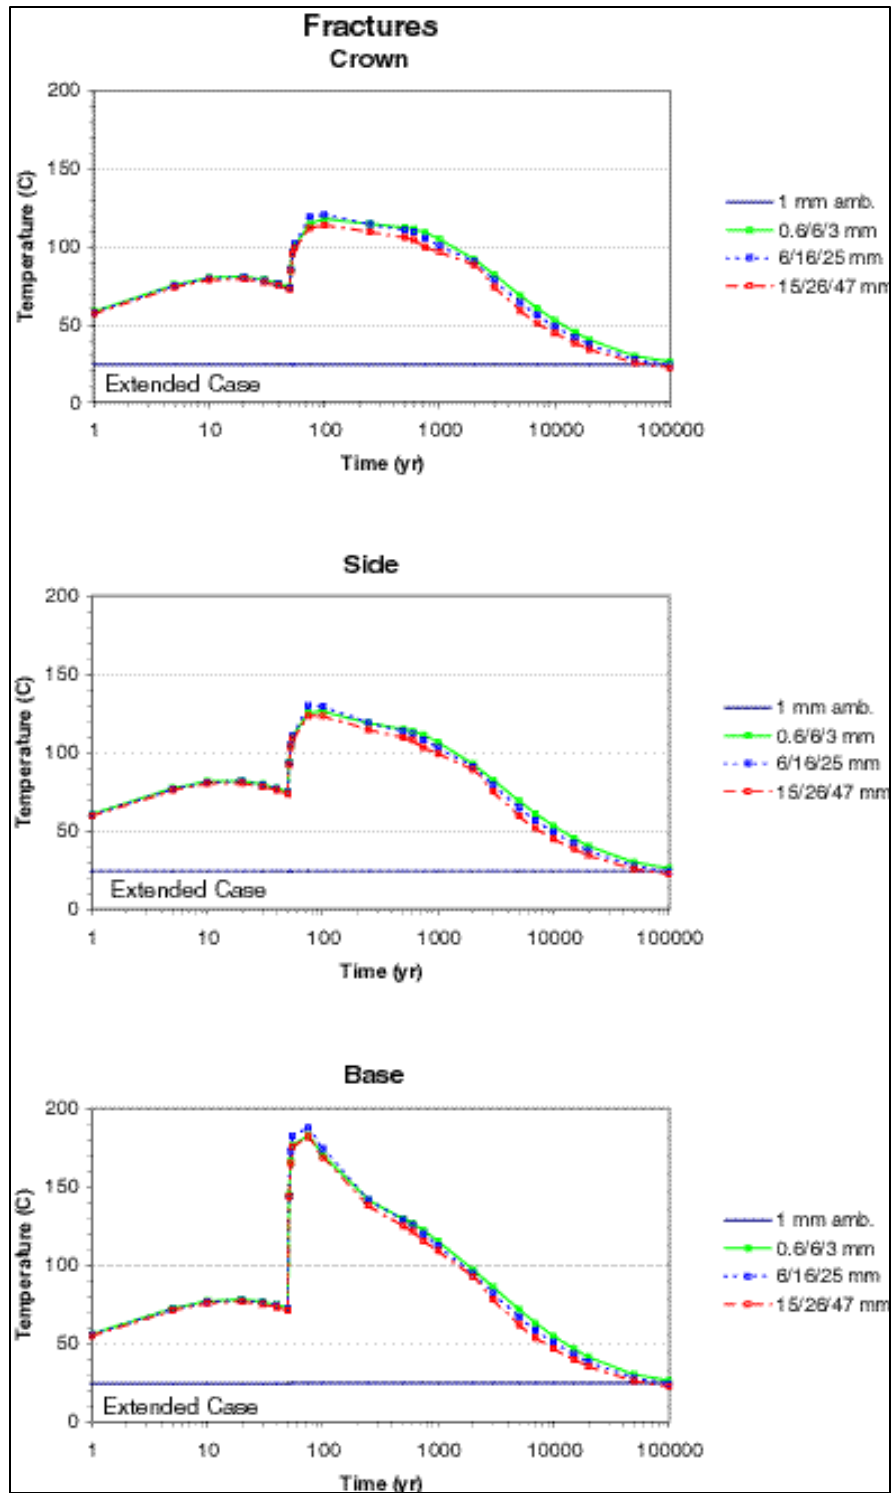 Fractures
Crown
200
150
100
50
0
Temperature (C)
Extended Case
1 10 100 1000 10000 100000
Time (yr)
1 mm amb.
0.6/6/3 mm
6/16/25 mm
15/26/47 mm
Side
200
150
100
50
0
Temperature (C)
Extended Case
1 10 100 1000 10000 100000
Time (yr)
1 mm amb.
0.6/6/3 mm
6/16/25 mm
15/26/47 mm
Base
200
150
100
50
0
Temperature (C)
Extended Case
1 10 100 1000 10000 100000
Time (yr)
1 mm amb.
0.6/6/3 mm
6/16/25 mm
15/26/47 mm